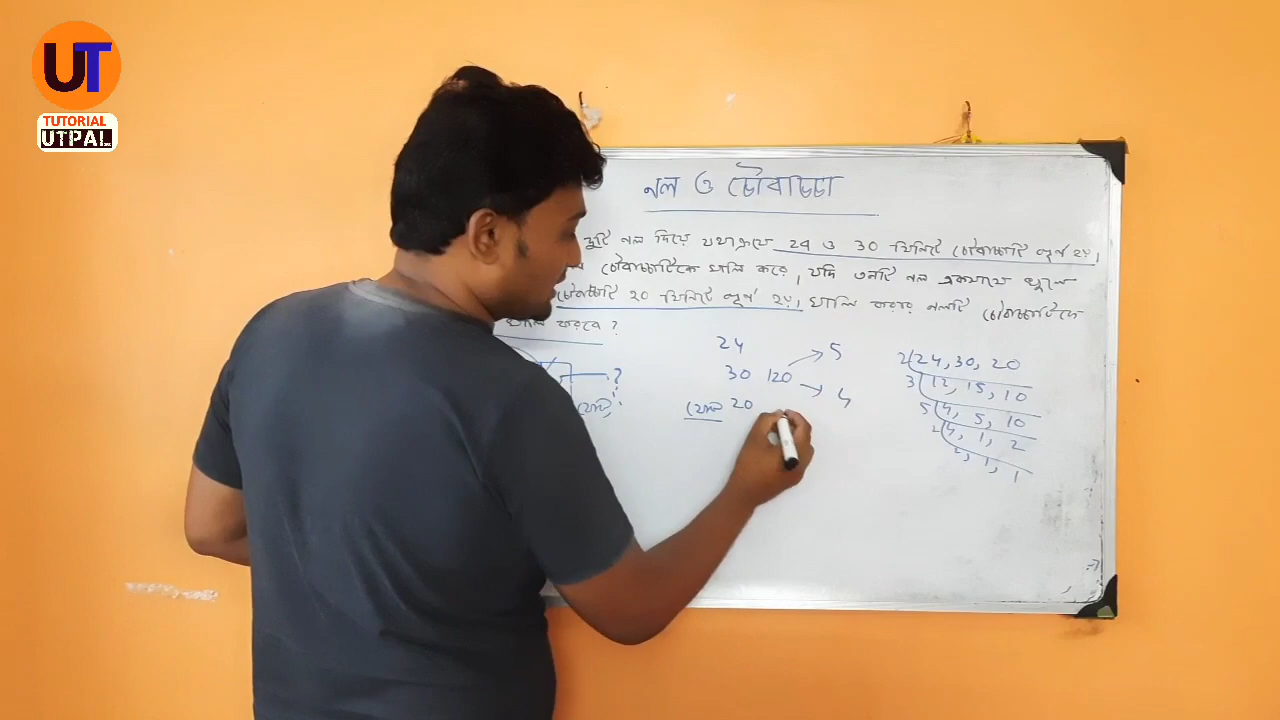 UT
TUTORIAL
UTPAL
নল ও চৌবাচ্চা
দুটি নল দিয়ে যথাক্রমে 24 ও 30 মিনিটে চৌবাচ্চাটি পূর্ণ হয়।
চৌবাচ্চাটিকে খালি করে, যদি তিনটি নল একসাথে খুললে
চৌবাচ্চাটি 20 মিনিটে পূর্ণ হয়, খালি করার নলটি চৌবাচ্চাটিকে
খালি করবে ?
?
24
30 120 → 5
→ 4
মোট 20
2(24, 30, 20
3(12, 15, 10
5(4, 5, 10
2(4, 1, 2
2, 1, 1